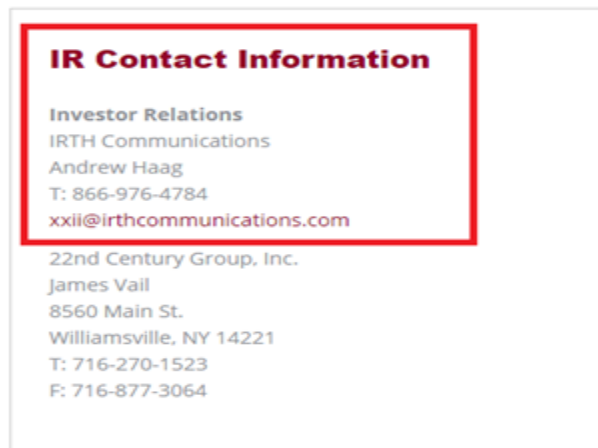 IR Contact Information
Investor Relations
IRTH Communications
Andrew Haag
T: 866-976-4784
xxii@irthcommunications.com
22nd Century Group, Inc.
James Vail
8560 Main St.
Williamsville, NY 14221
T: 716-270-1523
F: 716-877-3064